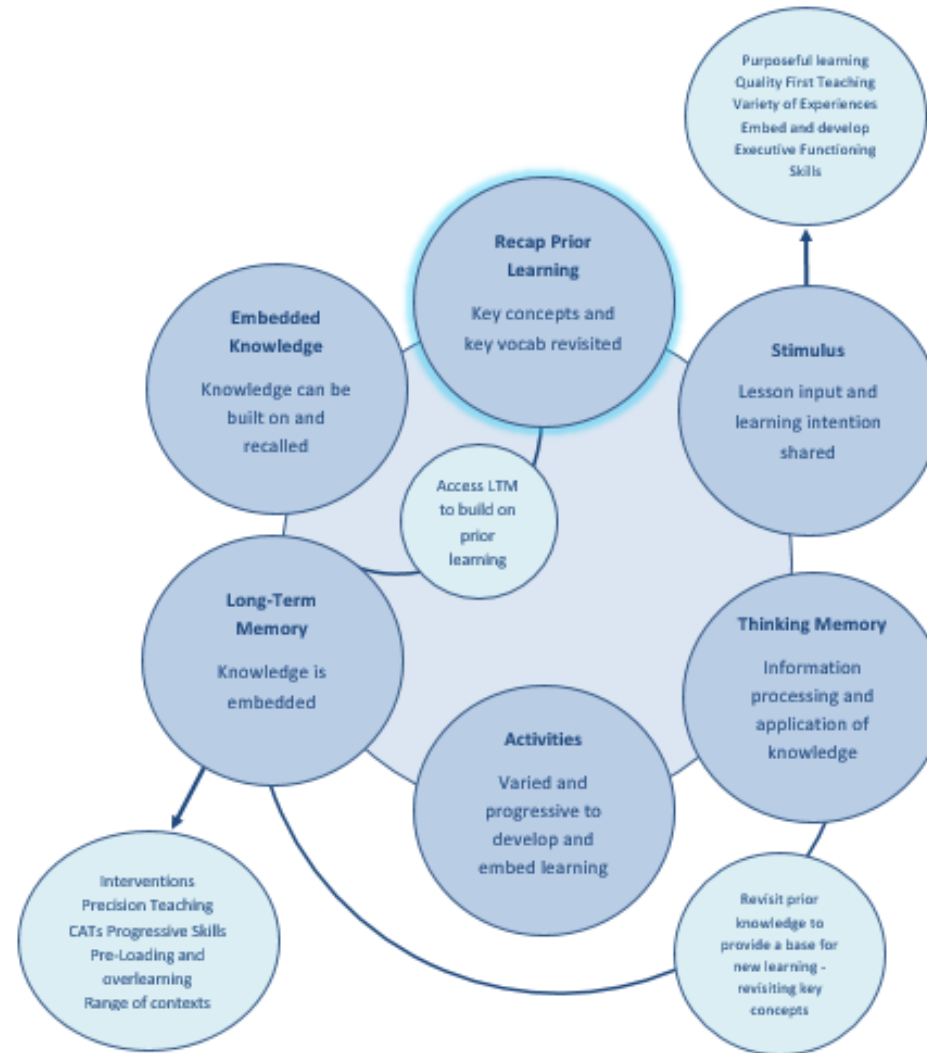 Purposeful learning
Quality First Teaching
Variety of Experiences
Embed and develop
Executive Functioning
Skills
Recap Prior
Learning
Key concepts and
key vocab revisited
Stimulus
Lesson input and
learning intention
shared
Thinking Memory
Information
processing and
application of
knowledge
Revisit prior
knowledge to
provide a base for
new learning -
revisiting key
concepts
Activities
Varied and
progressive to
develop and
embed learning
Long-Term
Memory
Knowledge is
embedded
Interventions
Precision Teaching
CATs Progressive Skills
Pre-Loading and
overlearning
Range of contexts
Embedded
Knowledge
Knowledge can be
built on and
recalled
Access LTM
to build on
prior
learning